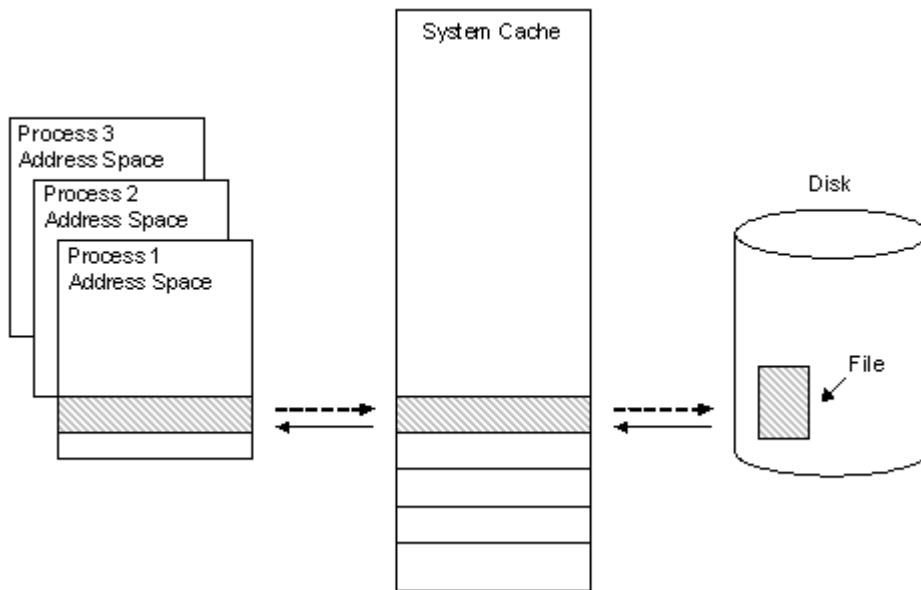 System Cache
Process 3
Address Space
Process 2
Address Space
Process 1
Address Space
Disk
File